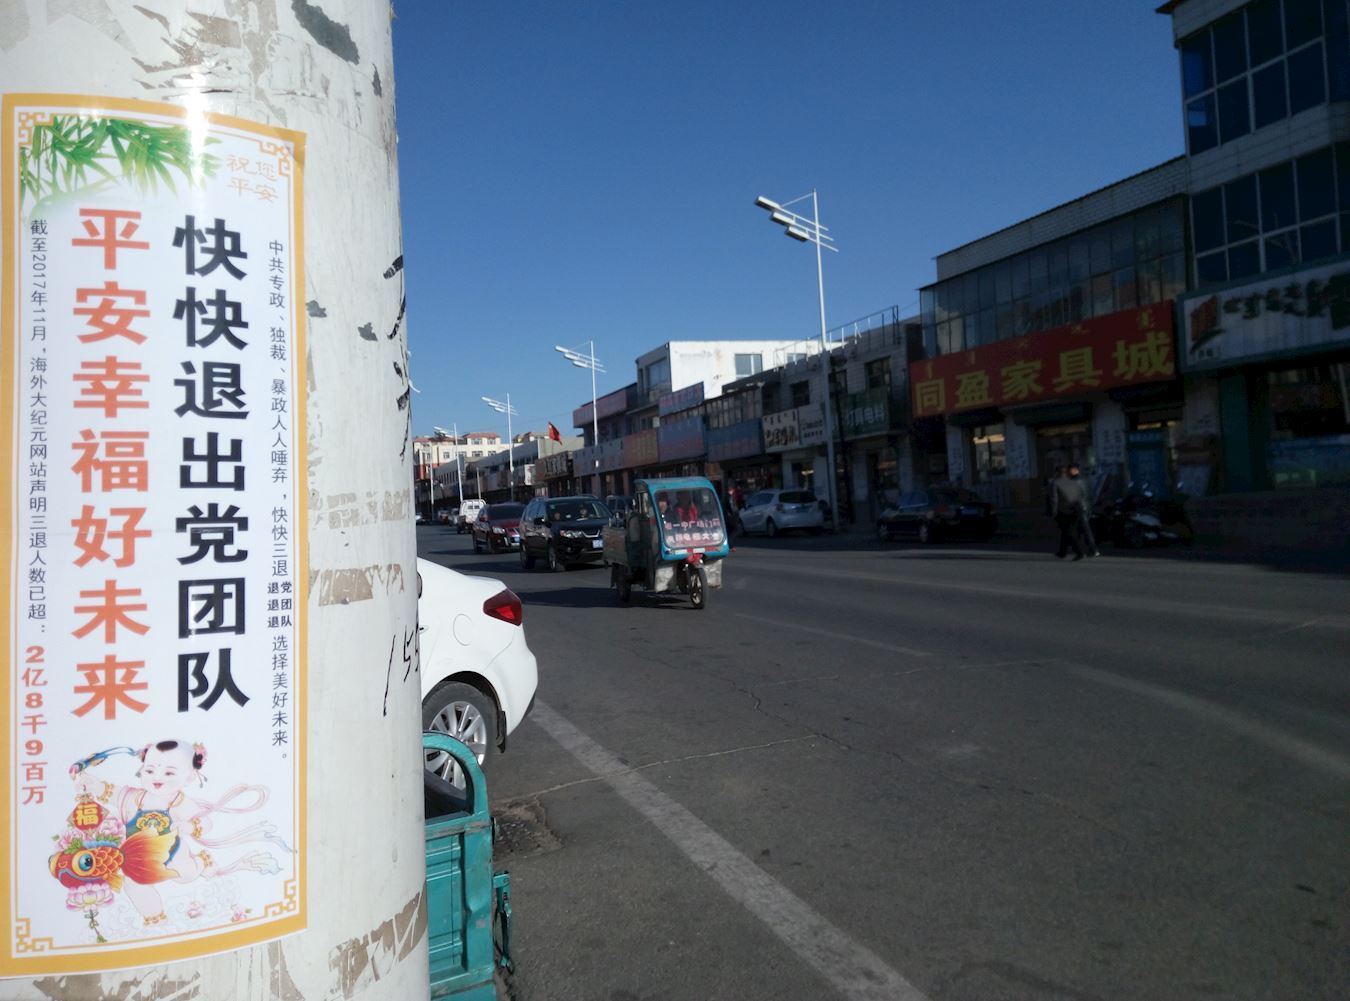 祝您
平安
中共专政、独裁、暴政人人唾弃，快快三退
退党
退团
退队
选择美好未来。
快快退出党团队
平安幸福好未来
截至2017年11月，海外大纪元网站声明三退人数已超：
2亿8千9百万
福
155
同盈家具城